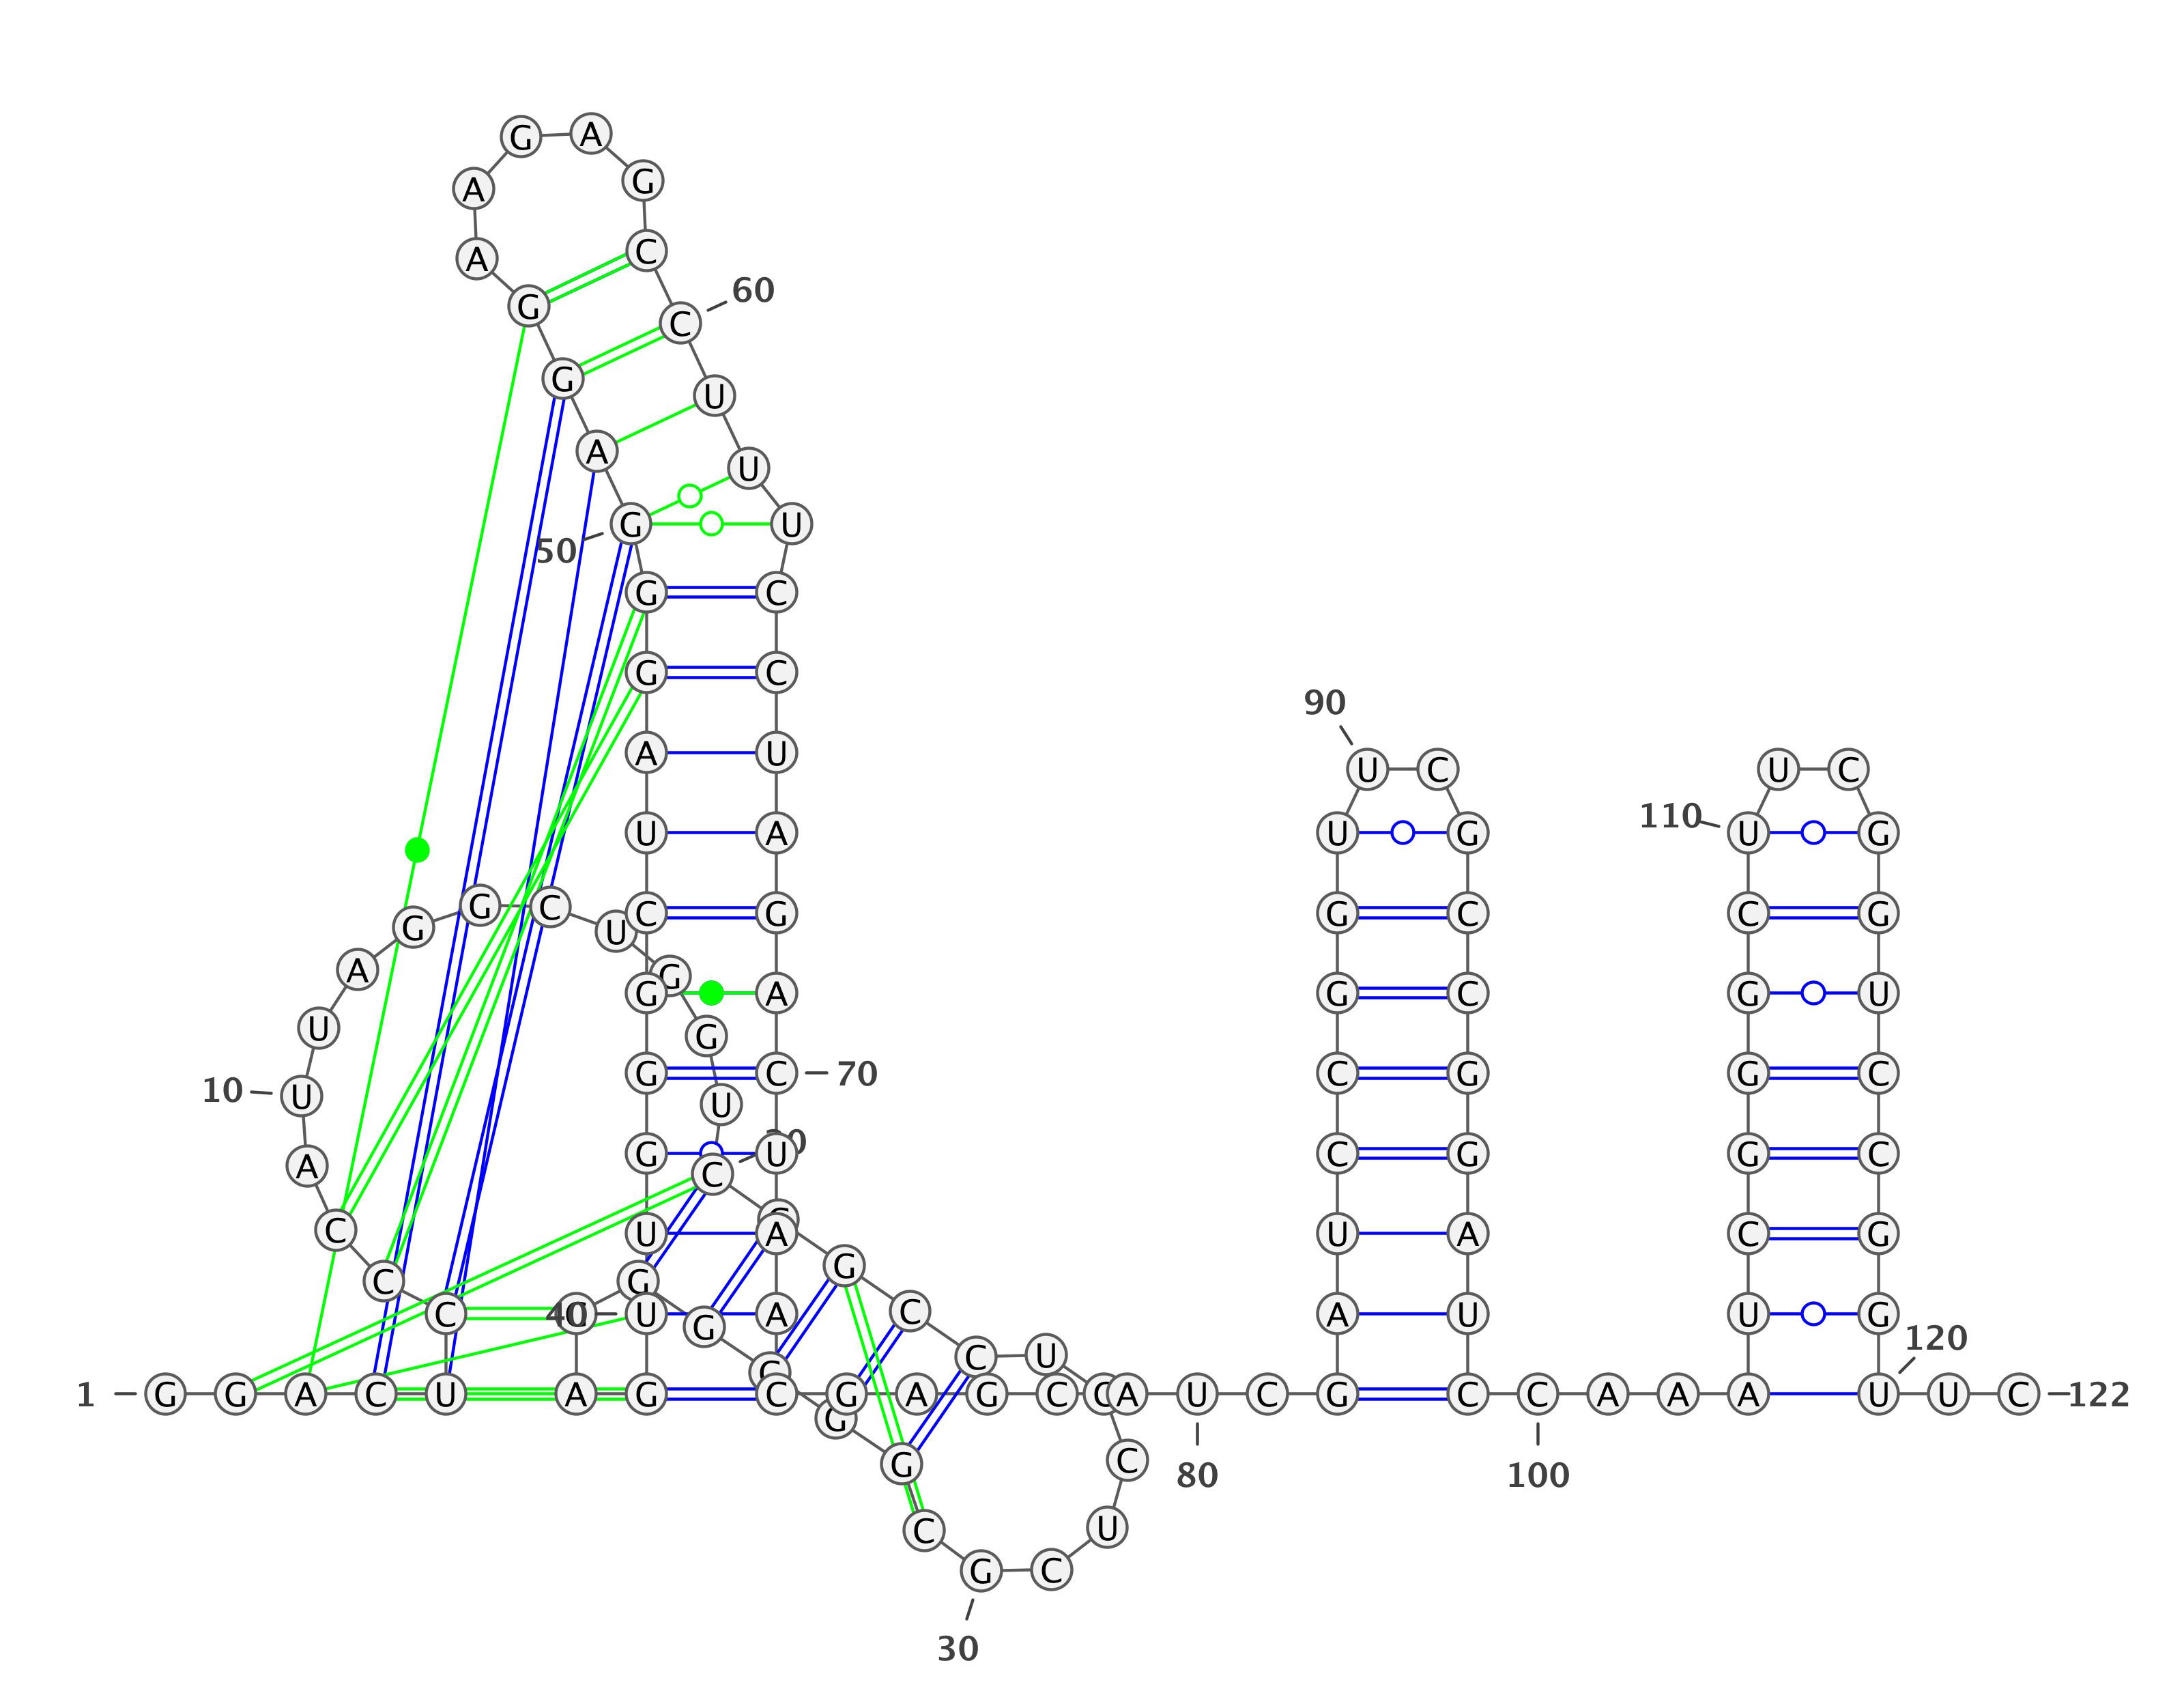 G A
A G
A C
60
G C
G U
A U
G U
50
G C
G C
90
A U
U C U C
110
U A U G U G
G C
G U C G G C C G
A G
G A G C G U
U G
G C 70 C G G C
10 U U
G U C G G C
A C
C U A U A C G
G
C G
C 40 U A A U U G
C G
120
C U
1 G G A C U A G C G A G C A U C G C C A A A A U U C 122
G
G C
80 100
C U
G C
30